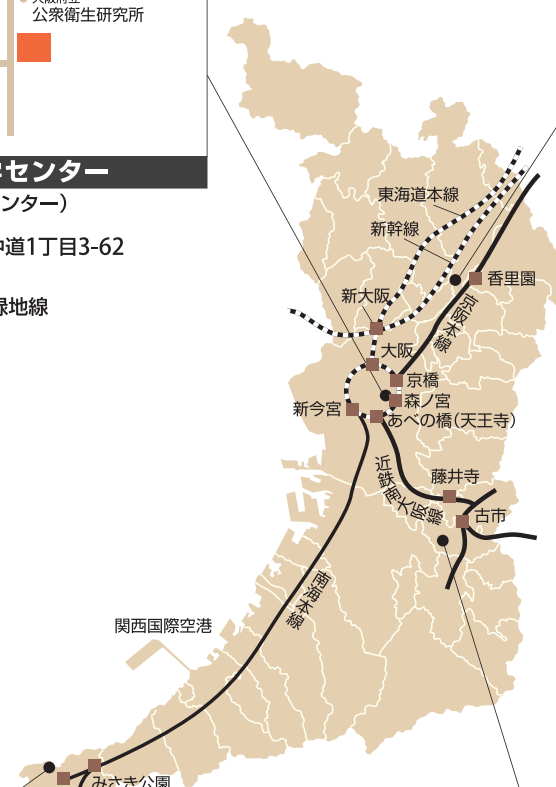 公衆衛生研究所
センター
ンター）
道1丁目3-62
緑地線
東海道本線
新幹線
香里園
新大阪
京阪本線
大阪
京橋
森ノ宮
新今宮
あべの橋（天王寺）
近鉄南大阪線
藤井寺
古市
南海本線
関西国際空港
みさき公園